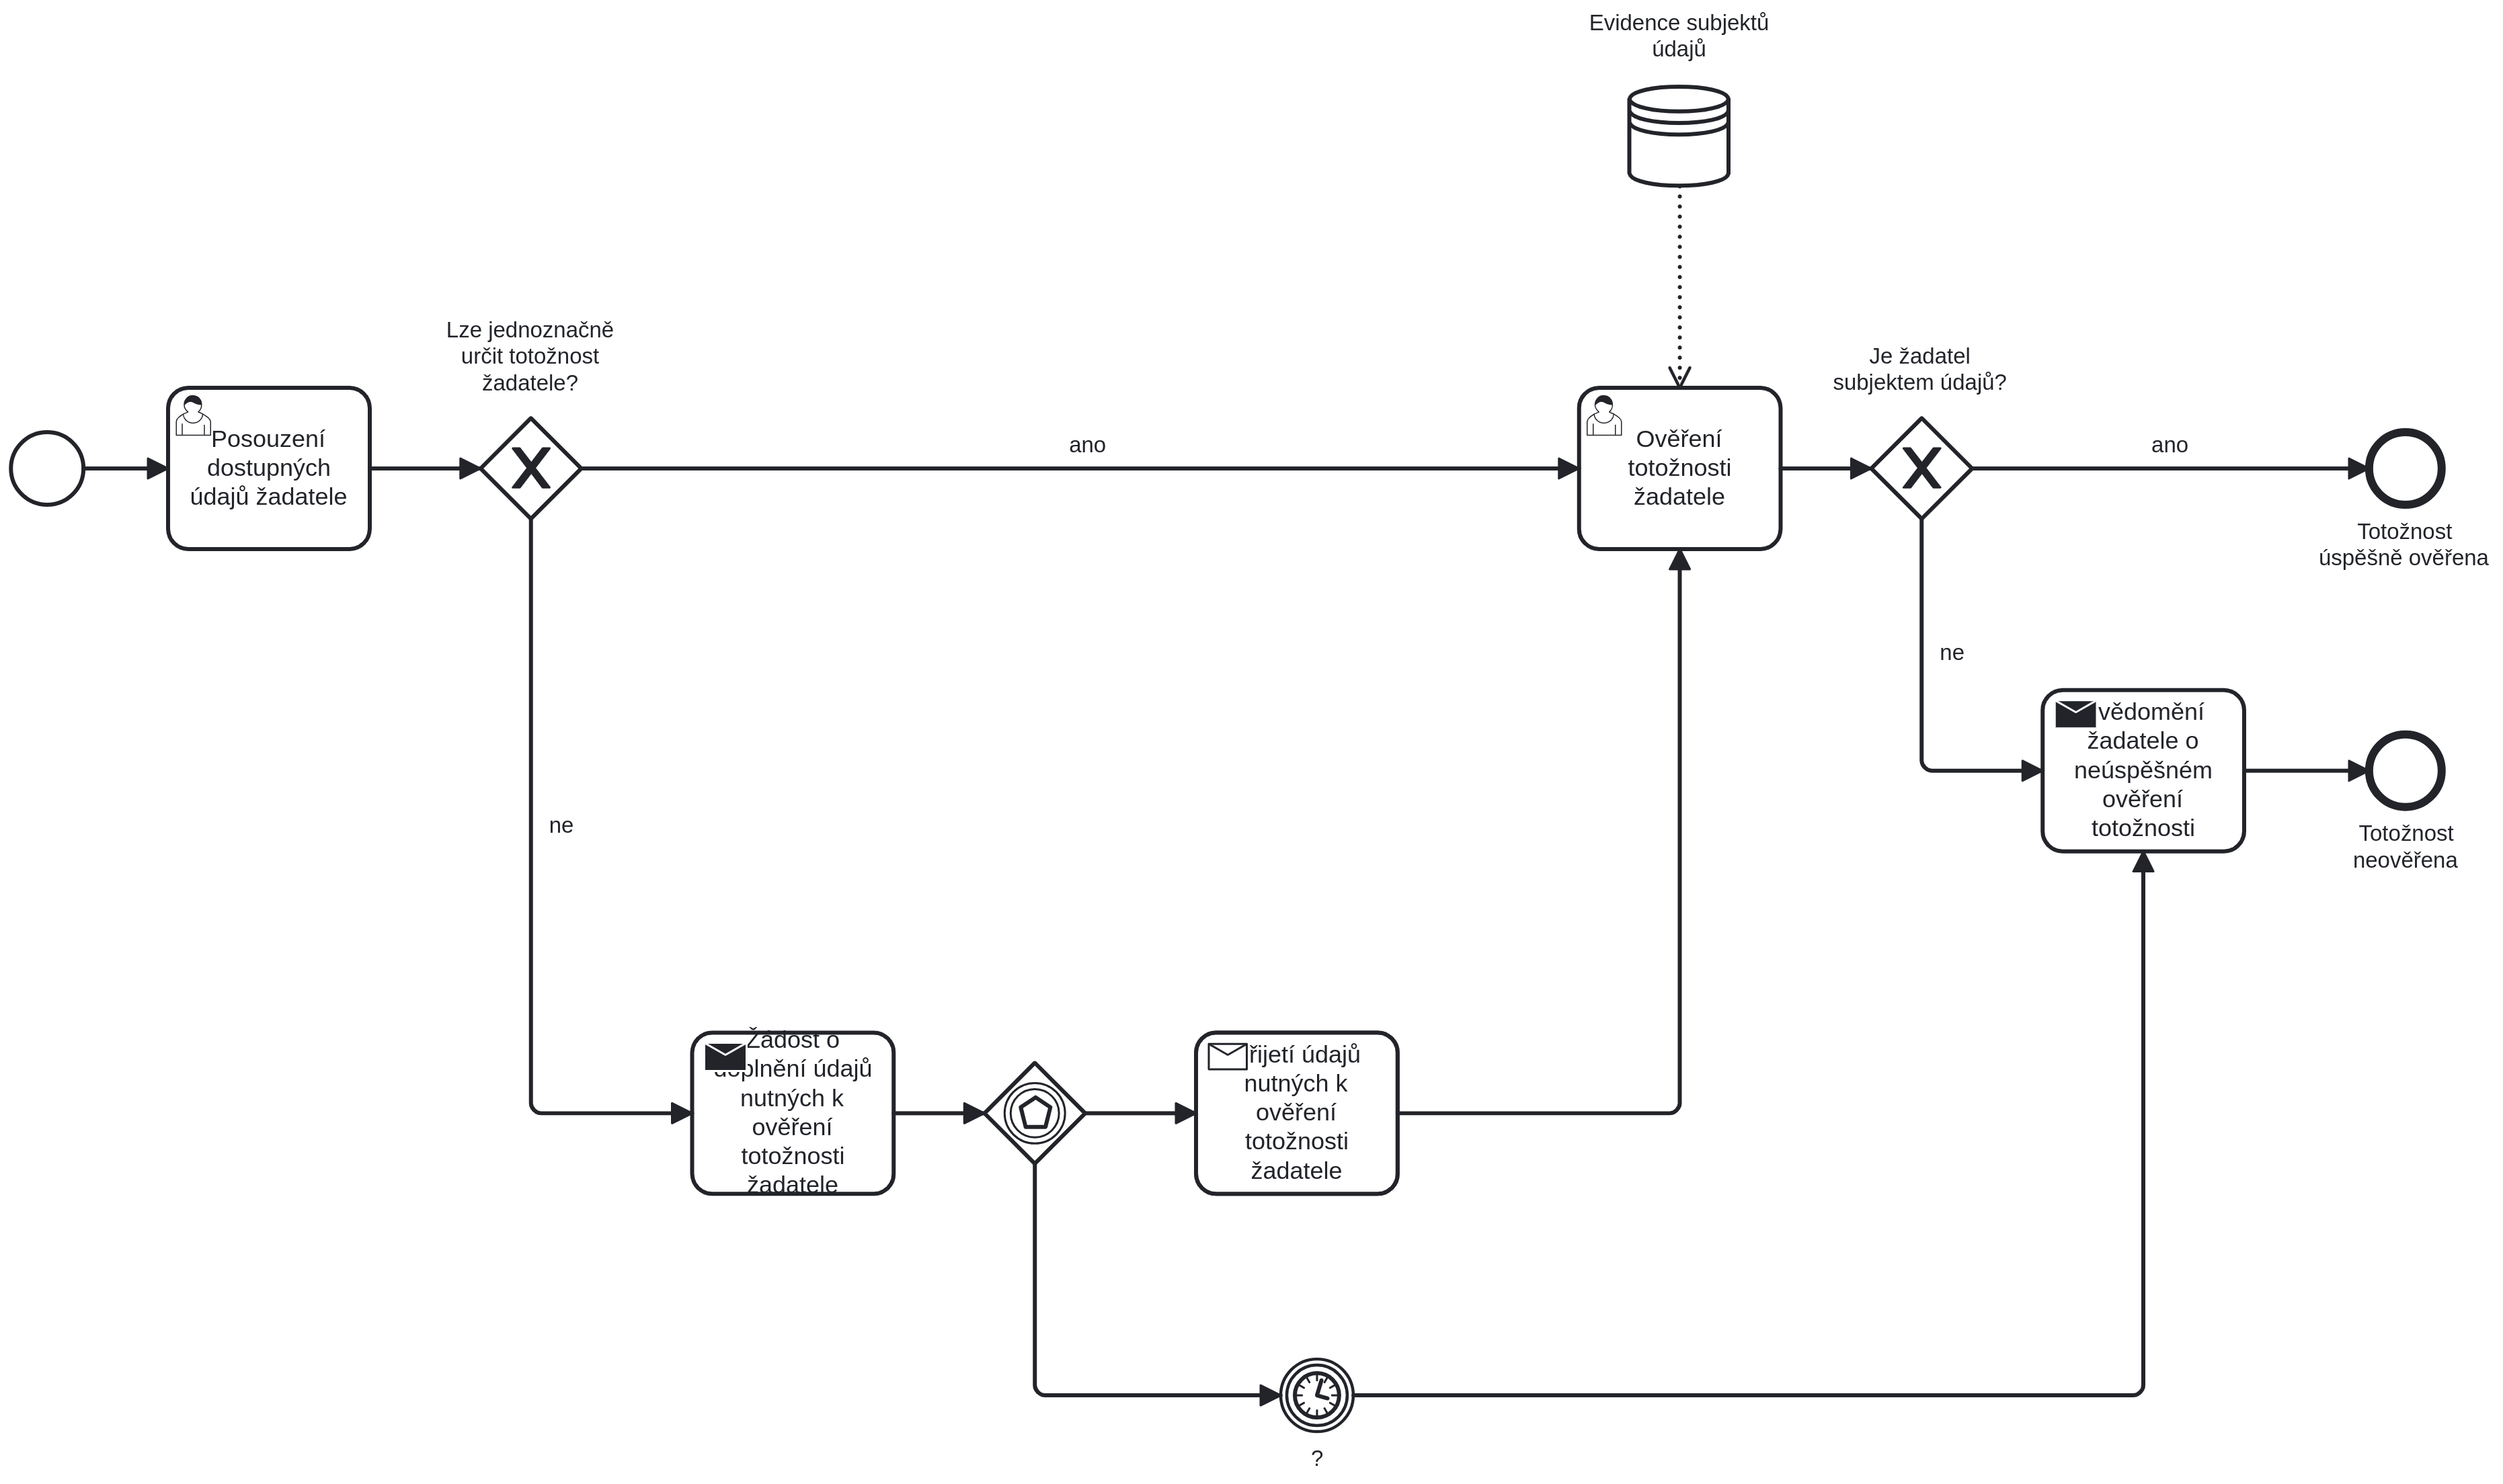 Evidence subjektů
údajů
Lze jednoznačně
určit totožnost
žadatele?
Je žadatel
subjektem údajů?
Posouzení
dostupných
údajů žadatele
ano
Ověření
totožnosti
žadatele
ano
Totožnost
úspěšně ověřena
ne
vědomění
žadatele o
neúspěšném
ověření
totožnosti
Totožnost
neověřena
ne
Žádost o
doplnění údajů
nutných k
ověření
totožnosti
žadatele
řijetí údajů
nutných k
ověření
totožnosti
žadatele
?